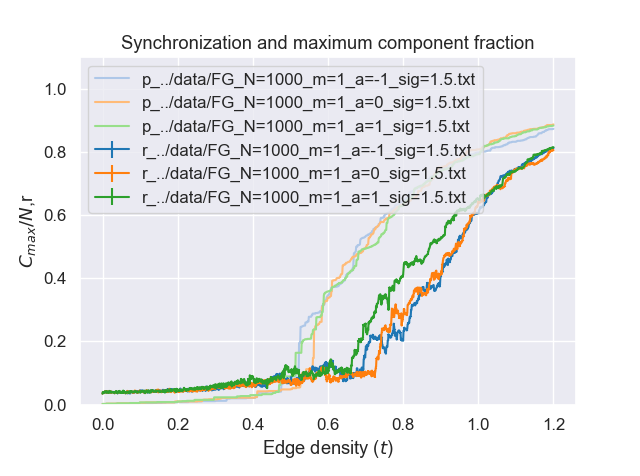 Synchronization and maximum component fraction
p_../data/FG_N=1000_m=1_a=-1_sig=1.5.txt
p_../data/FG_N=1000_m=1_a=0_sig=1.5.txt
p_../data/FG_N=1000_m=1_a=1_sig=1.5.txt
r_../data/FG_N=1000_m=1_a=-1_sig=1.5.txt
r_../data/FG_N=1000_m=1_a=0_sig=1.5.txt
r_../data/FG_N=1000_m=1_a=1_sig=1.5.txt
C_{max}/N,r
1.0
0.8
0.6
0.4
0.2
0.0
0.0 0.2 0.4 0.6 0.8 1.0 1.2
Edge density (t)